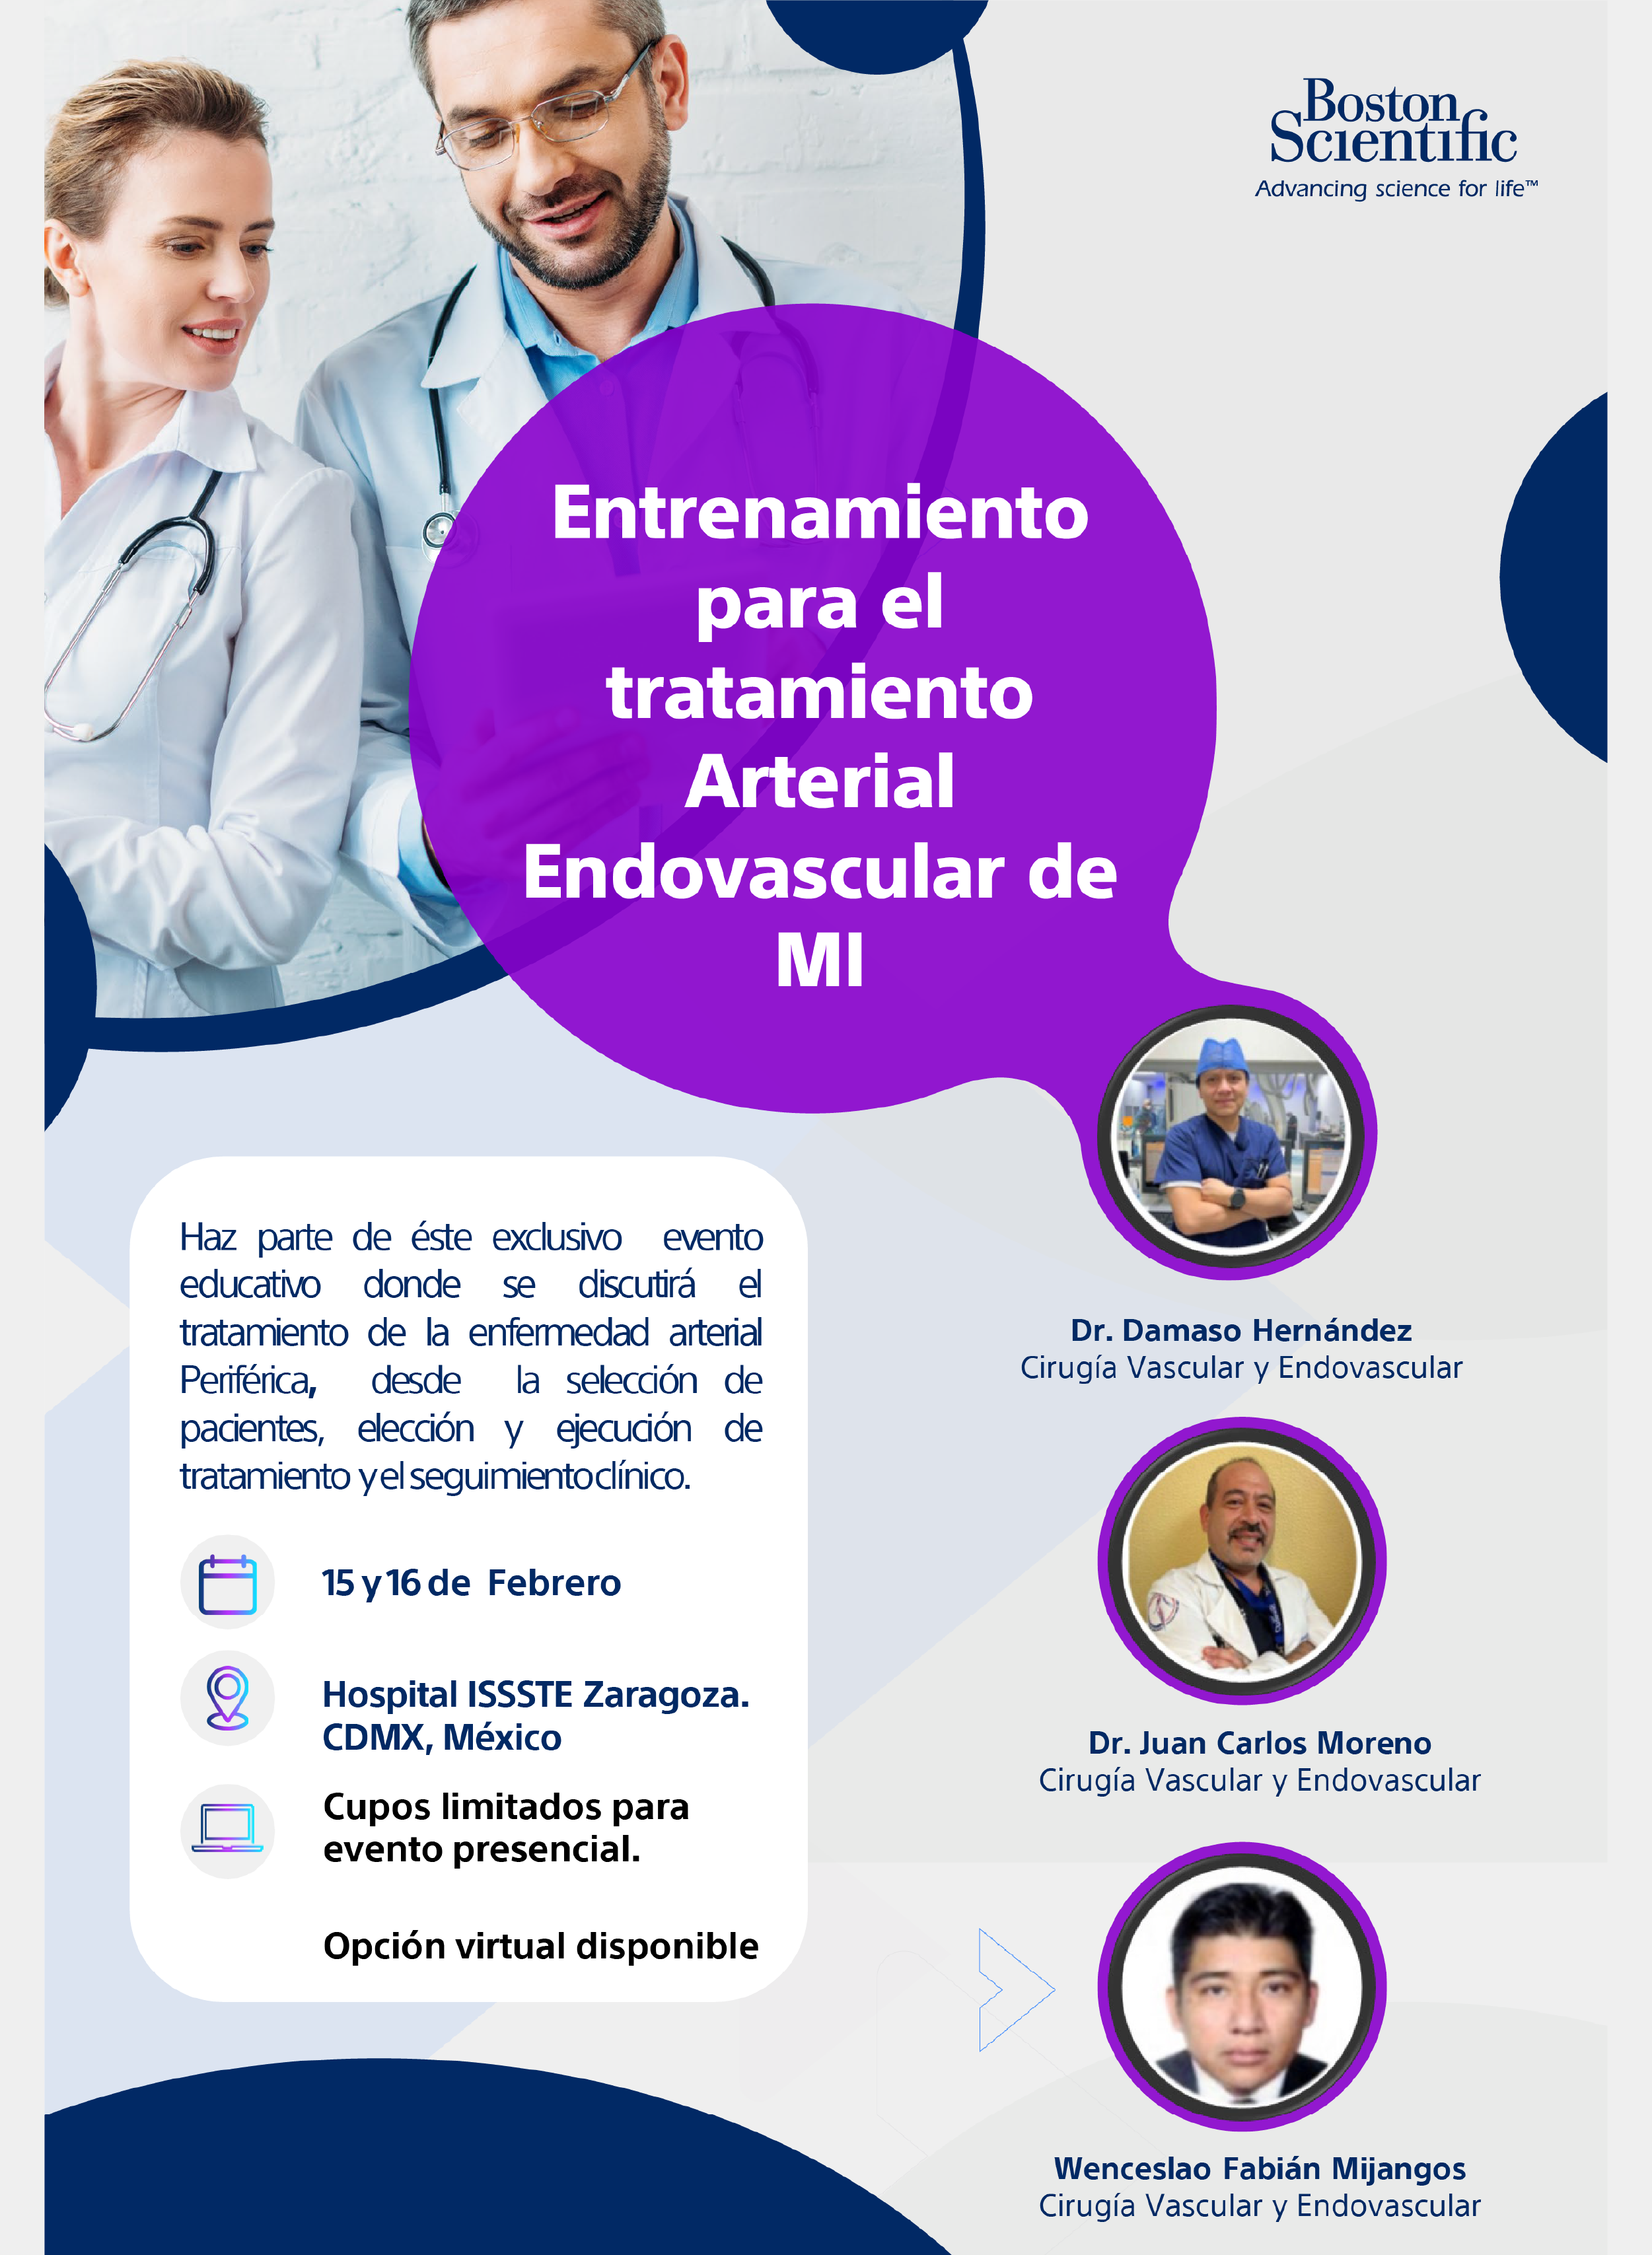 Boston
Scientific
Advancing science for life™
Entrenamiento
para el
tratamiento
Arterial
Endovascular de
MI
Haz parte de éste exclusivo evento
educativo donde se discutirá el
tratamiento de la enfermedad arterial
Periférica, desde la selección de
pacientes, elección y ejecución de
tratamiento y el seguimiento clínico.
15 y 16 de Febrero
Hospital ISSSTE Zaragoza.
CDMX, México
Cupos limitados para
evento presencial.
Opción virtual disponible
Dr. Damaso Hernández
Cirugía Vascular y Endovascular
Dr. Juan Carlos Moreno
Cirugía Vascular y Endovascular
Wenceslao Fabián Mijangos
Cirugía Vascular y Endovascular